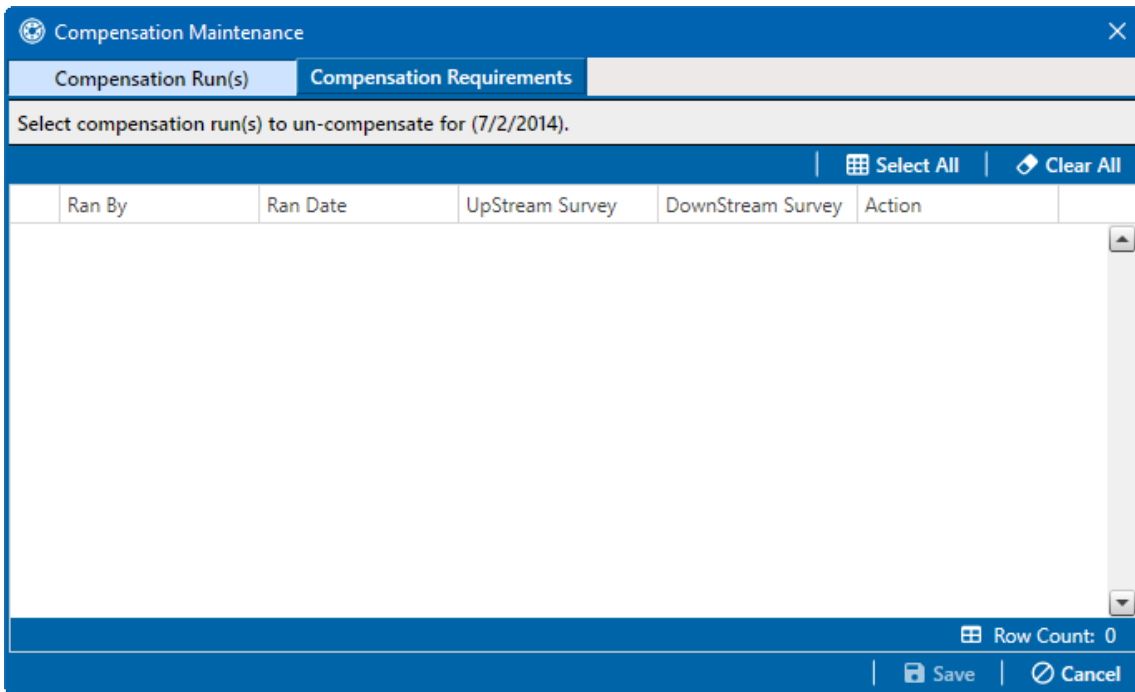 Compensation Maintenance
Compensation Run(s) Compensation Requirements
Select compensation run(s) to un-compensate for (7/2/2014).
Select All Clear All
Ran By Ran Date UpStream Survey DownStream Survey Action
Row Count: 0
Save Cancel